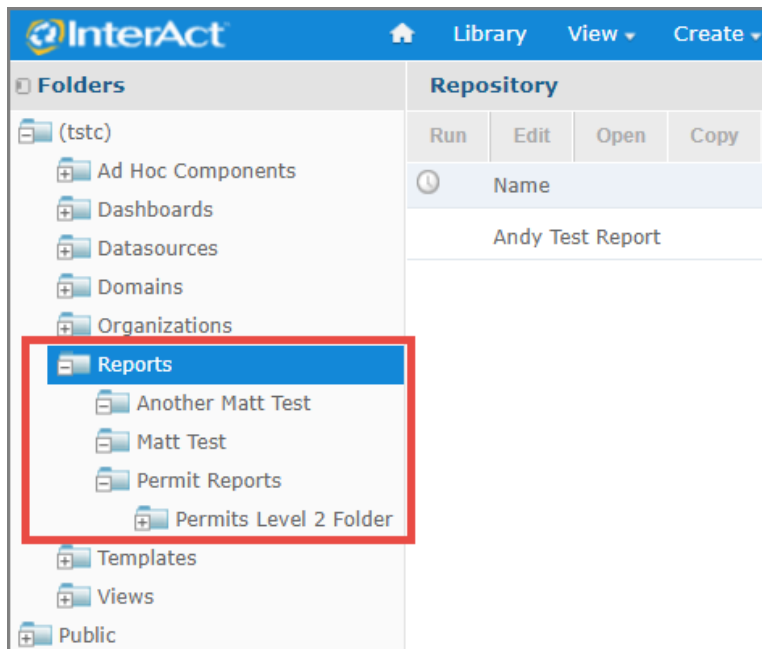 InterAct Library View Create
Folders
(tstc)
Ad Hoc Components
Dashboards
Datasources
Domains
Organizations
Reports
Another Matt Test
Matt Test
Permit Reports
Permits Level 2 Folder
Templates
Views
Public
Repository
Run Edit Open Copy
Name
Andy Test Report